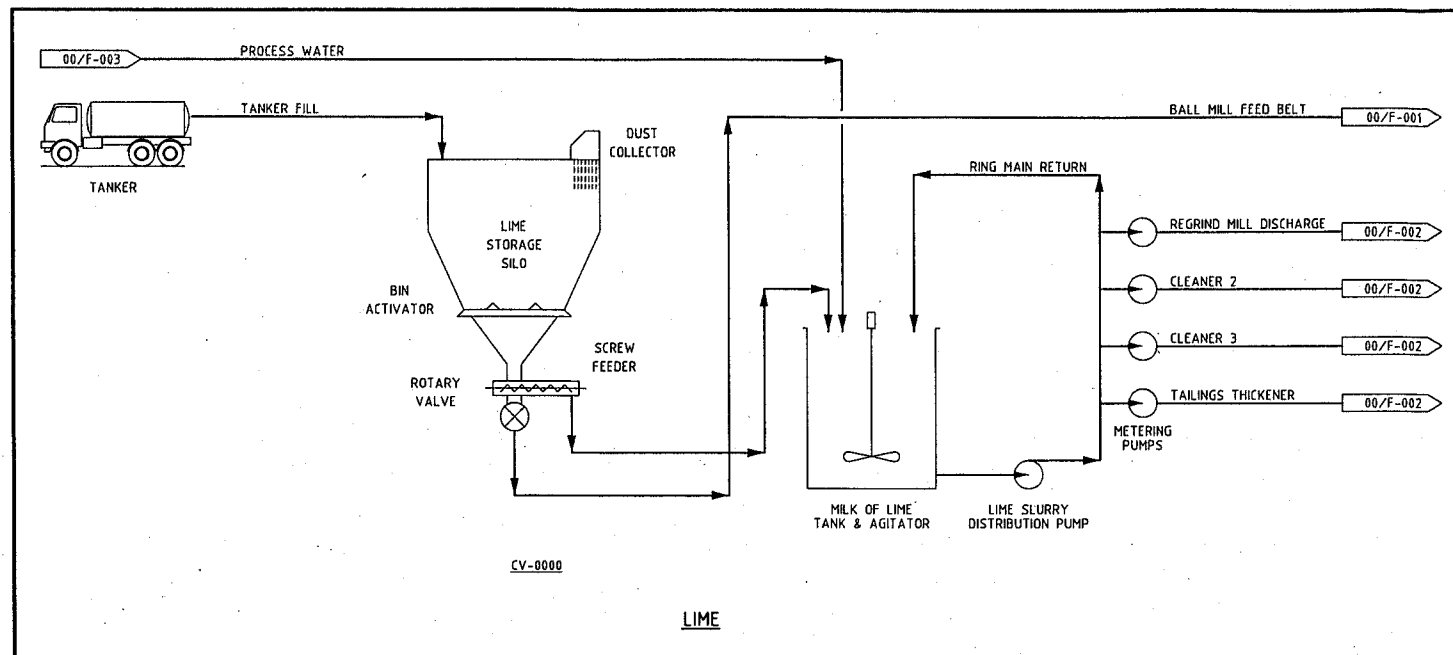 PROCESS WATER
00/F-003
TANKER FILL
BALL MILL FEED BELT
00/F-001
DUST
COLLECTOR
TANKER
RING MAIN RETURN
LIME
STORAGE
SILO
REGRIND MILL DISCHARGE
00/F-002
BIN
ACTIVATOR
CLEANER 2
00/F-002
SCREW
FEEDER
CLEANER 3
00/F-002
ROTARY
VALVE
TAILINGS THICKENER
00/F-002
METERING
PUMPS
MILK OF LIME
TANK & AGITATOR
LIME SLURRY
DISTRIBUTION PUMP
CV-0000
LIME